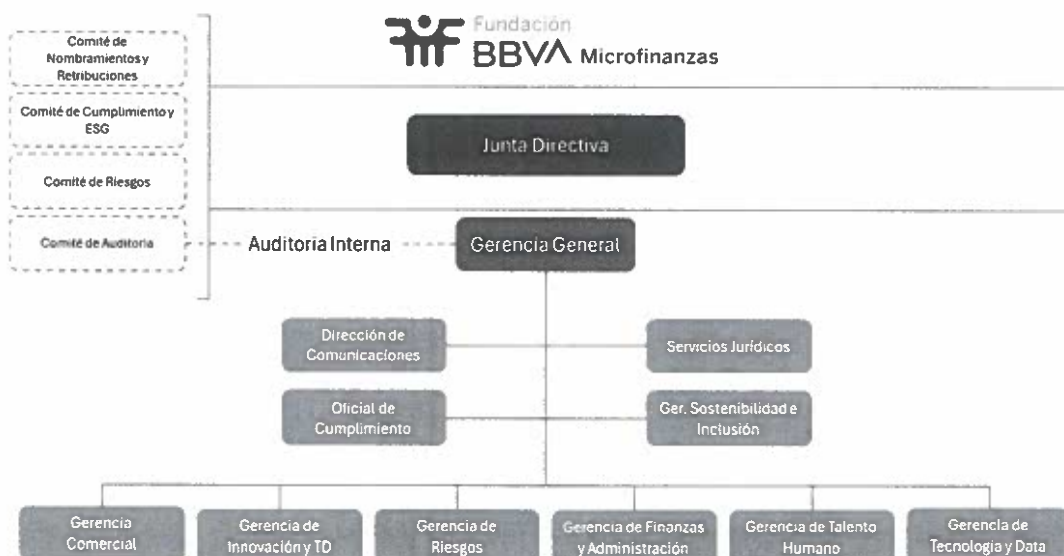 Fundación
BBVA Microfinanzas
Comité de
Nombramientos y
Retribuciones
Comité de Cumplimiento y
ESG
Comité de Riesgos
Comité de Auditoria
Junta Directiva
Auditoria Interna
Gerencia General
Dirección de
Comunicaciones
Servicios Jurídicos
Oficial de
Cumplimiento
Ger. Sostenibilidad e
Inclusión
Gerencia
Comercial
Gerencia de
Innovación y TD
Gerencia de
Riesgos
Gerencia de Finanzas
y Administración
Gerencia de Talento
Humano
Gerencia de
Tecnología y Data